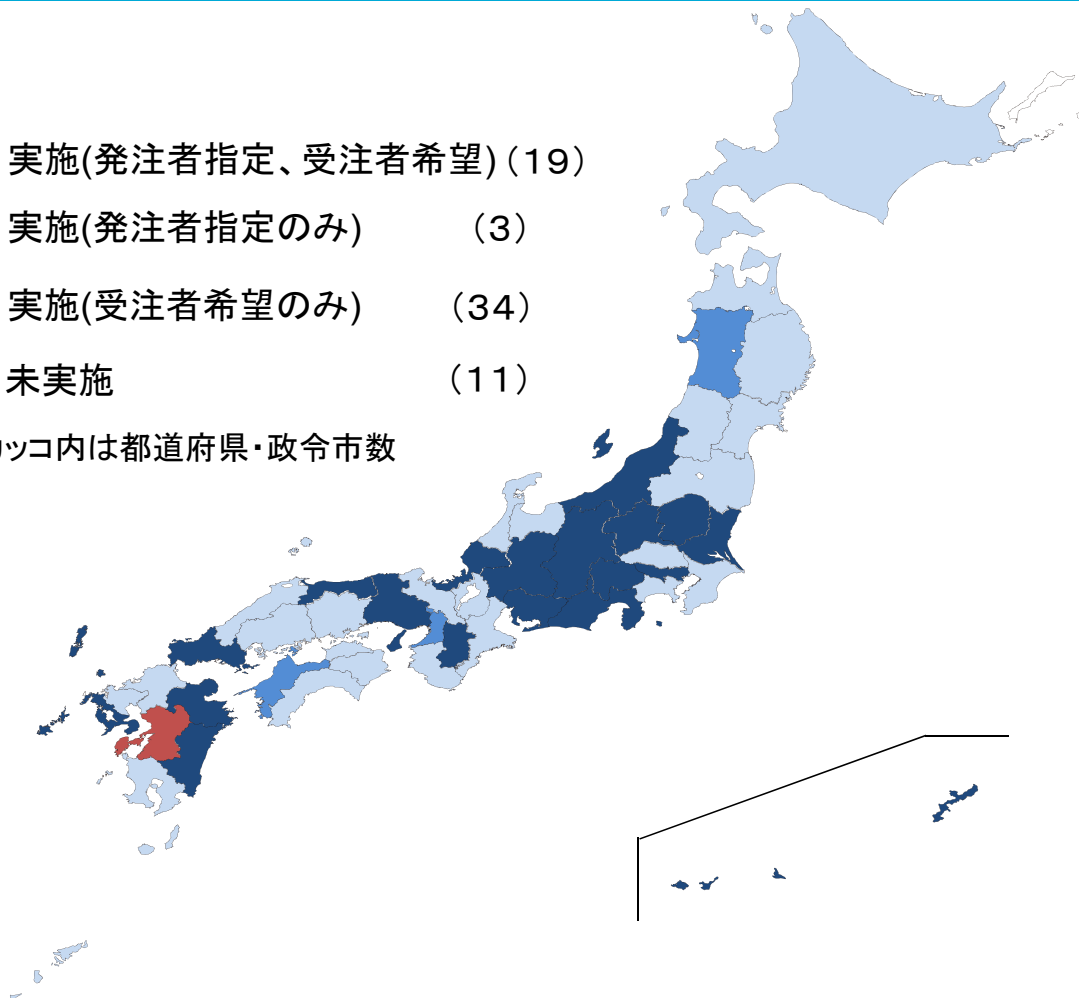 実施(発注者指定、受注者希望)（19）
実施(発注者指定のみ)　（3）
実施(受注者希望のみ)　（34）
未実施　（11）
ッコ内は都道府県・政令市数